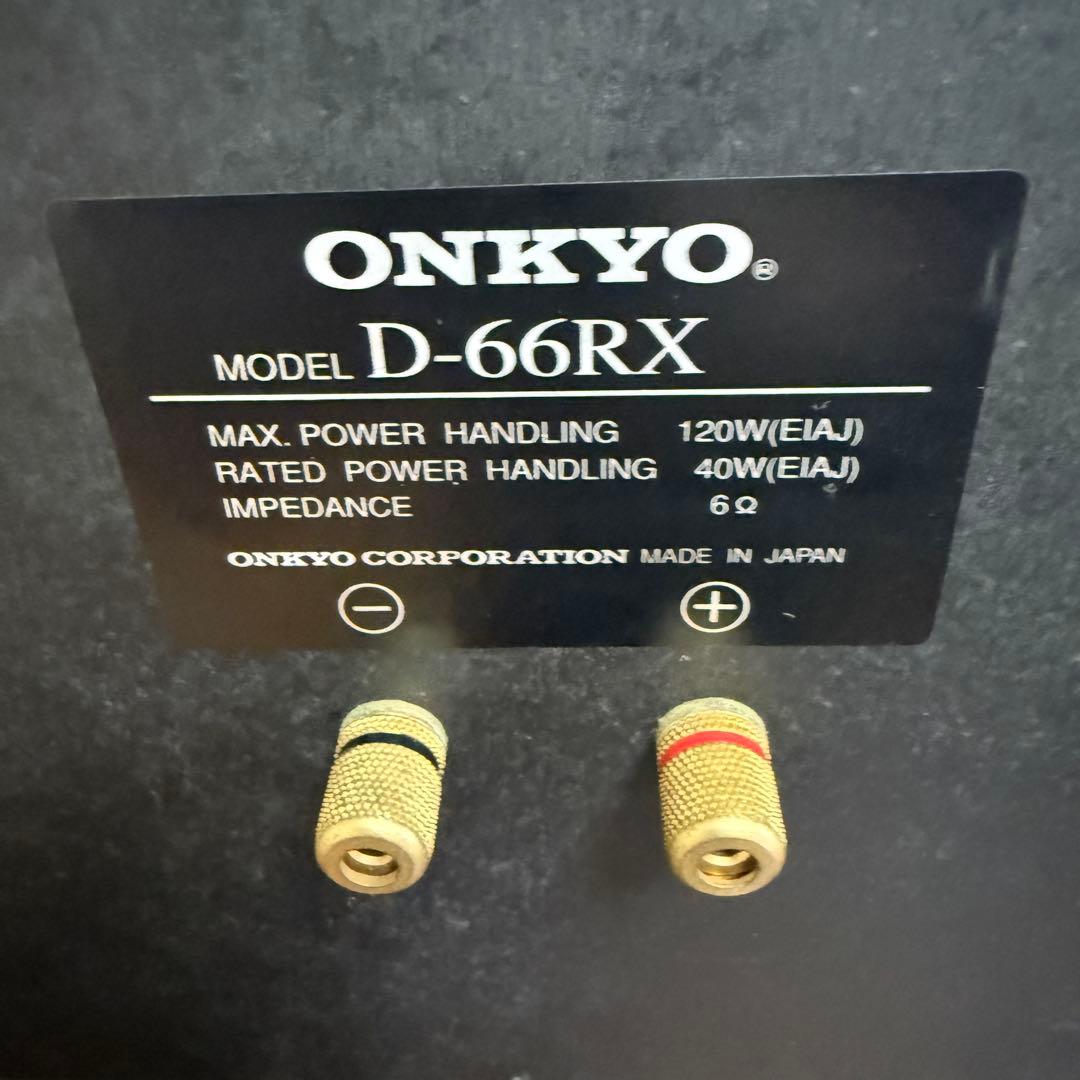 ONKYO®
MODEL D-66RX
MAX. POWER HANDLING 120W(EIAJ)
RATED POWER HANDLING 40W(EIAJ)
IMPEDANCE 6Ω
ONKYO CORPORATION MADE IN JAPAN
− +